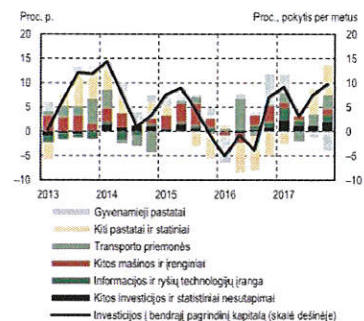 Proc. p. Proc., pokytis per metus
20 20
15 15
10 10
5 5
0 0
–5 –5
–10 –10
2013 2014 2015 2016 2017
Gyvenamieji pastatai
Kiti pastatai ir statiniai
Transporto priemonės
Kitos mašinos ir įrenginiai
Informacijos ir ryšių technologijų įranga
Kitos investicijos ir statistiniai nesutapimai
Investicijos į bendrąjį pagrindinį kapitalą (skalė dešinėje)